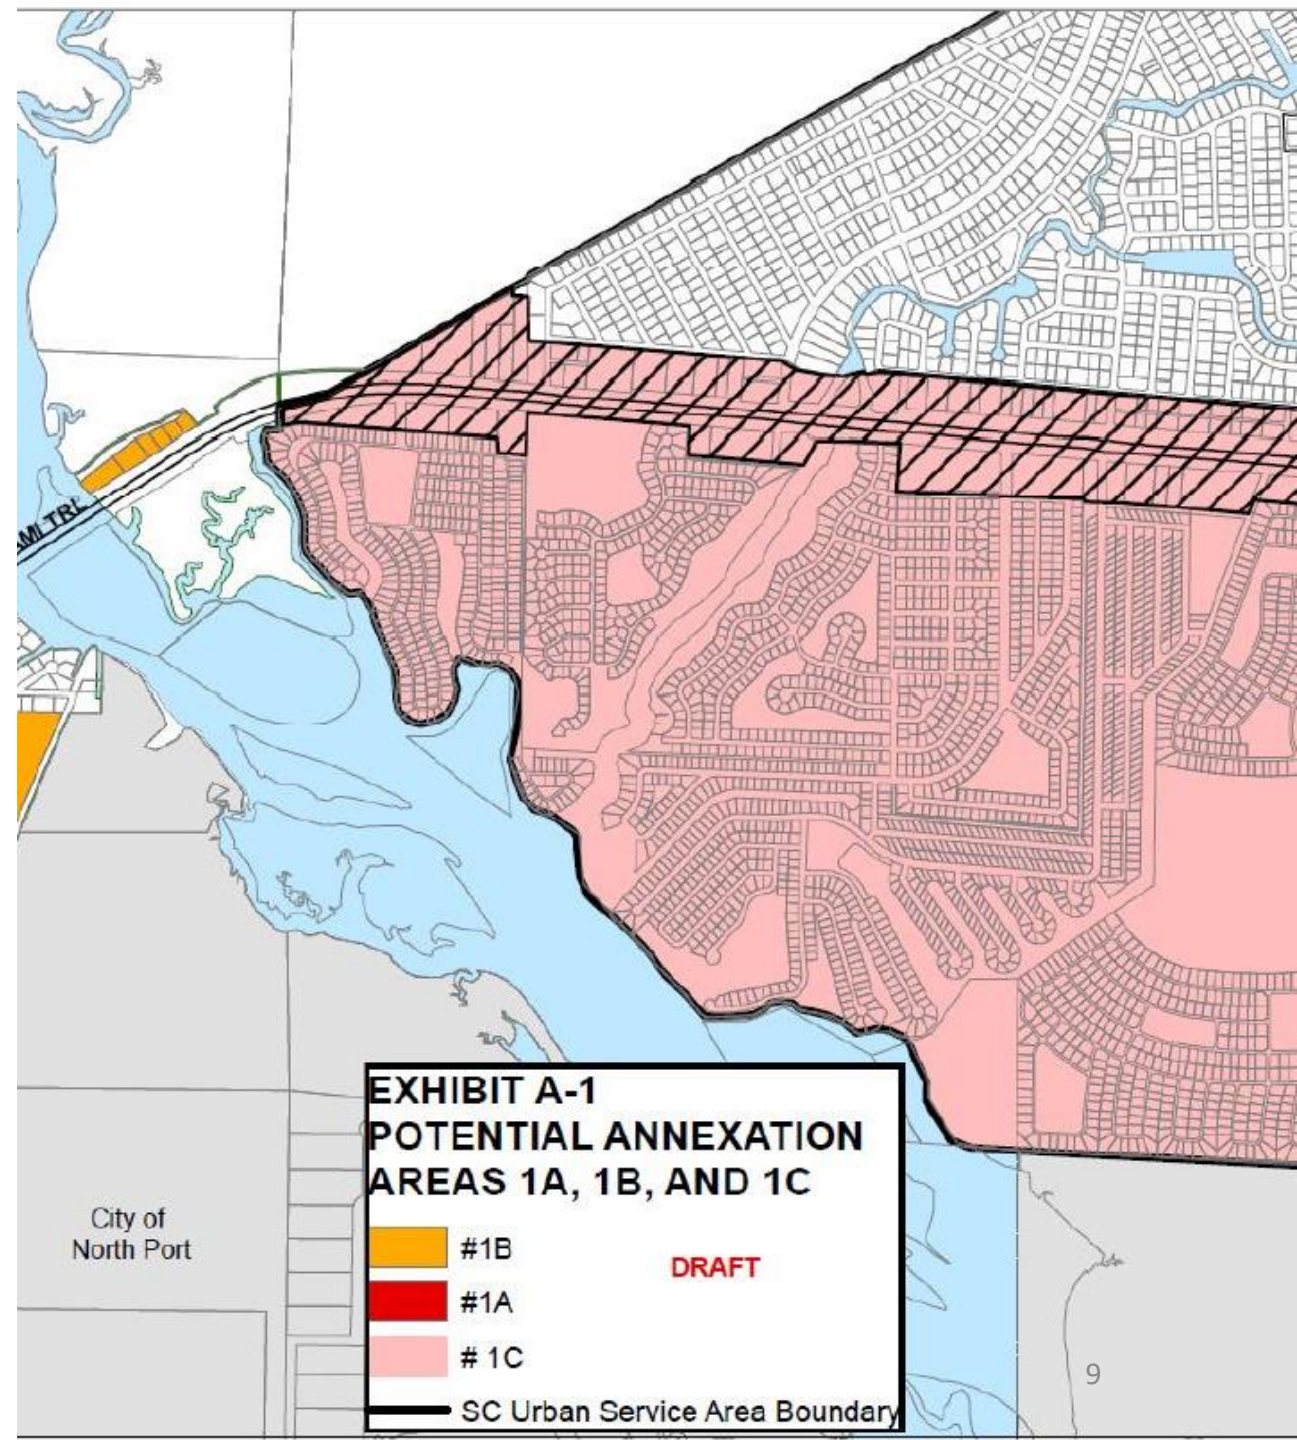 AMI TRL
EXHIBIT A-1
POTENTIAL ANNEXATION
AREAS 1A, 1B, AND 1C
#1B
DRAFT
#1A
# 1C
SC Urban Service Area Boundary
City of
North Port
9